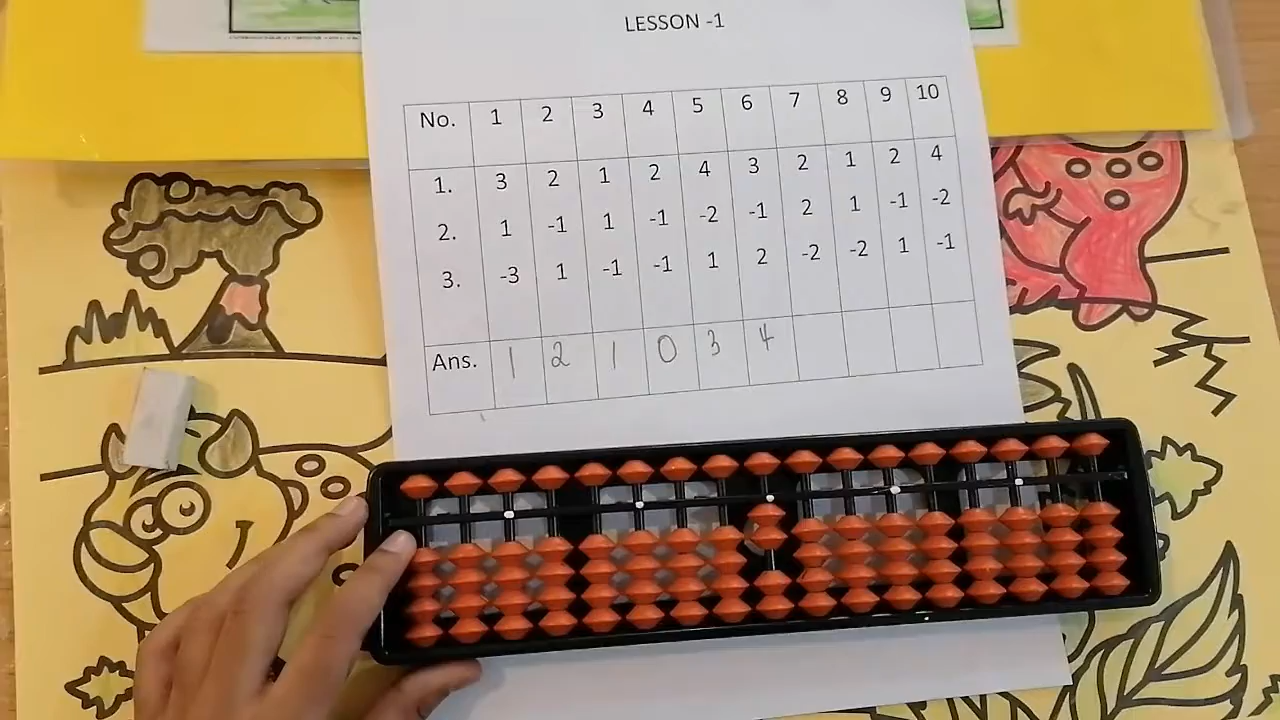 LESSON -1
No. 1 2 3 4 5 6 7 8 9 10
1. 3 2 1 2 4 3 2 1 2 4
2. 1 -1 1 -1 -2 -1 2 1 -1 -2
3. -3 1 -1 -1 1 2 -2 -2 1 -1
Ans. 1 2 1 0 3 4